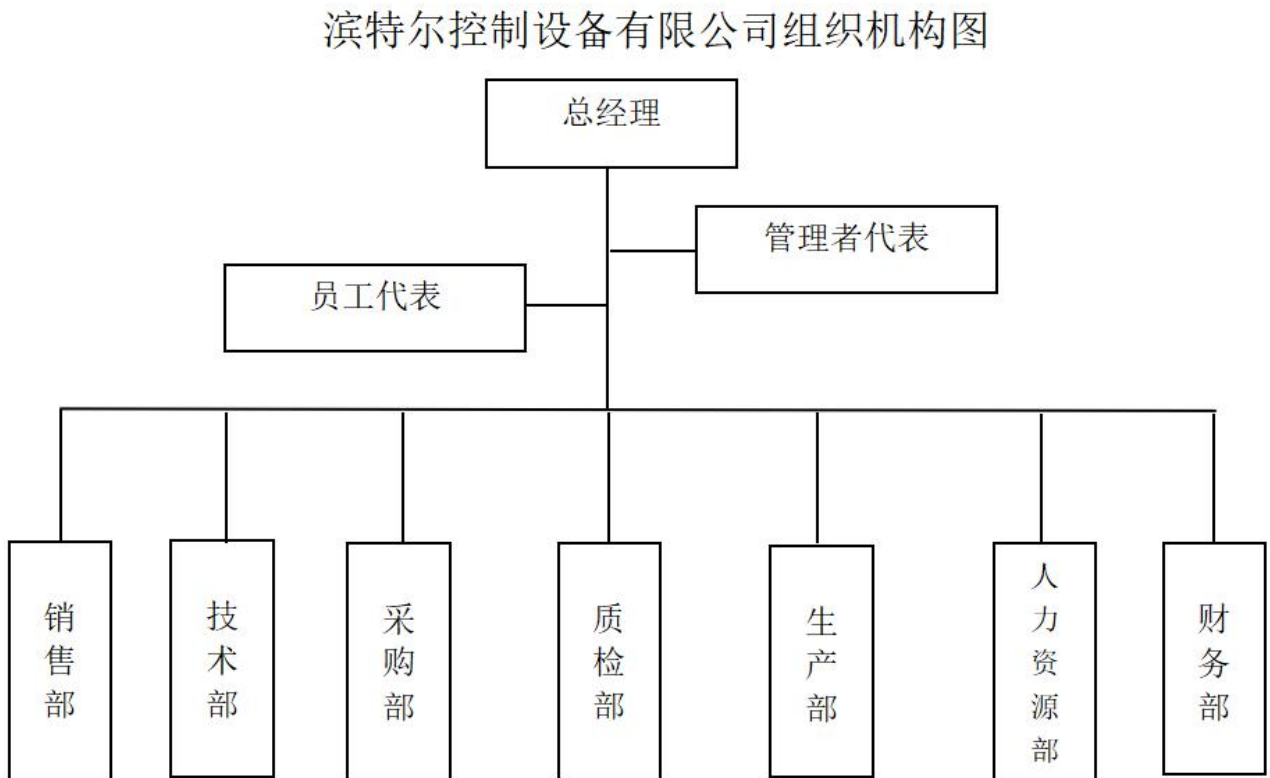 滨特尔控制设备有限公司组织机构图
总经理
管理者代表
员工代表
销售部
技术部
采购部
质检部
生产部
人力资源部
财务部